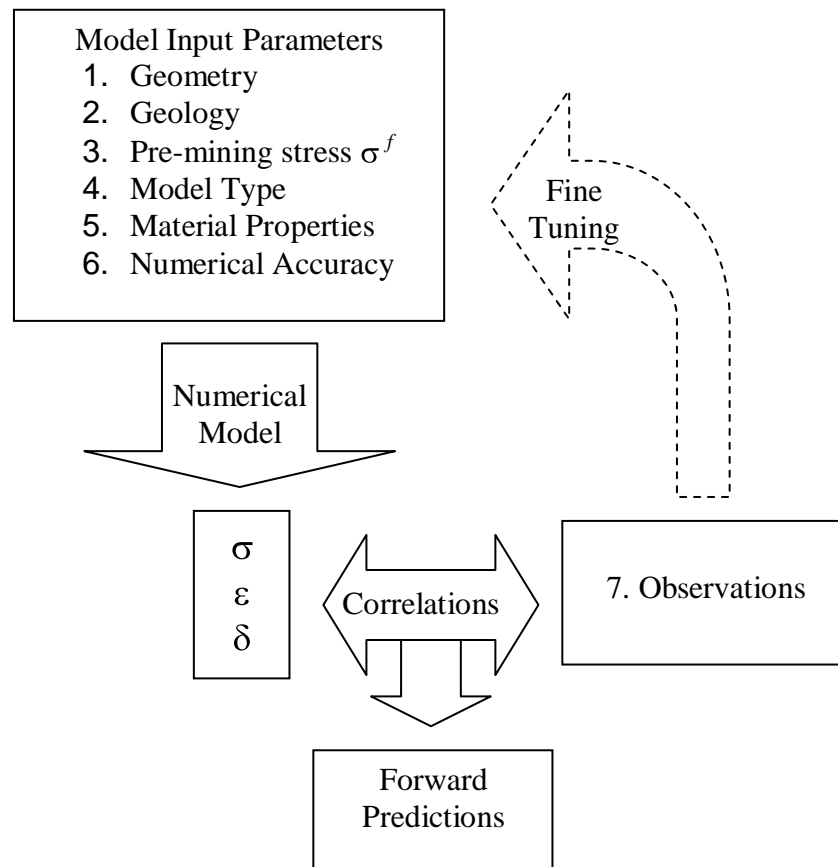 Model Input Parameters
1. Geometry
2. Geology
3. Pre-mining stress σ^f
4. Model Type
5. Material Properties
6. Numerical Accuracy
Fine
Tuning
Numerical
Model
σ
ε
δ
Correlations
7. Observations
Forward
Predictions